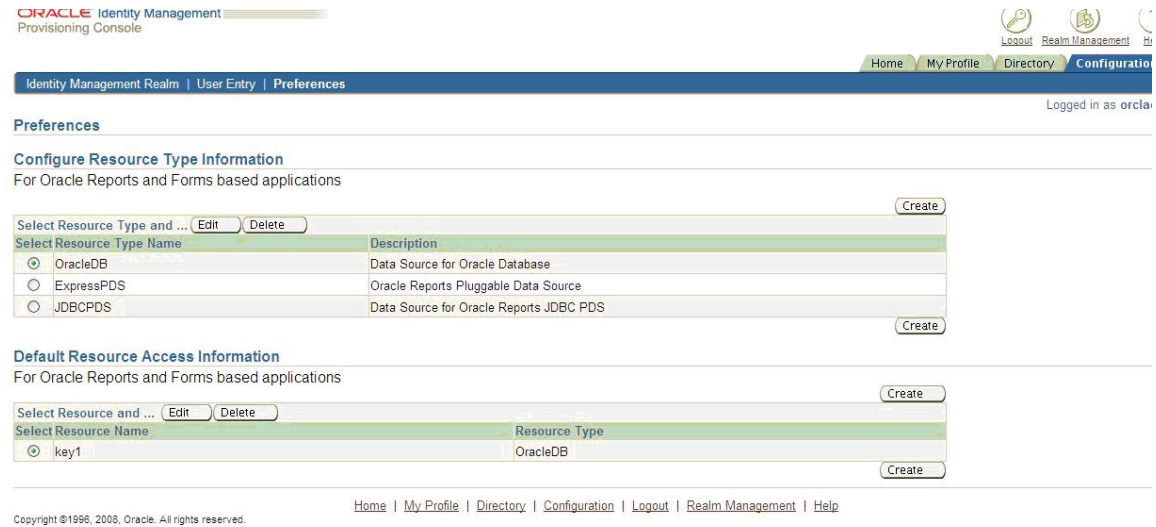 ORACLE Identity Management
Provisioning Console
Logout Realm Management
Home My Profile Directory Configuration
Identity Management Realm | User Entry | Preferences
Logged in as
Preferences
Configure Resource Type Information
For Oracle Reports and Forms based applications
Create
Select Resource Type and ... Edit Delete
Select Resource Type Name Description
OracleDB Data Source for Oracle Database
ExpressPDS Oracle Reports Pluggable Data Source
JDBCPDS Data Source for Oracle Reports JDBC PDS
Create
Default Resource Access Information
For Oracle Reports and Forms based applications
Create
Select Resource and ... Edit Delete
Select Resource Name Resource Type
key1 OracleDB
Create
Home | My Profile | Directory | Configuration | Logout | Realm Management | Help
Copyright ©1996, 2008, Oracle. All rights reserved.